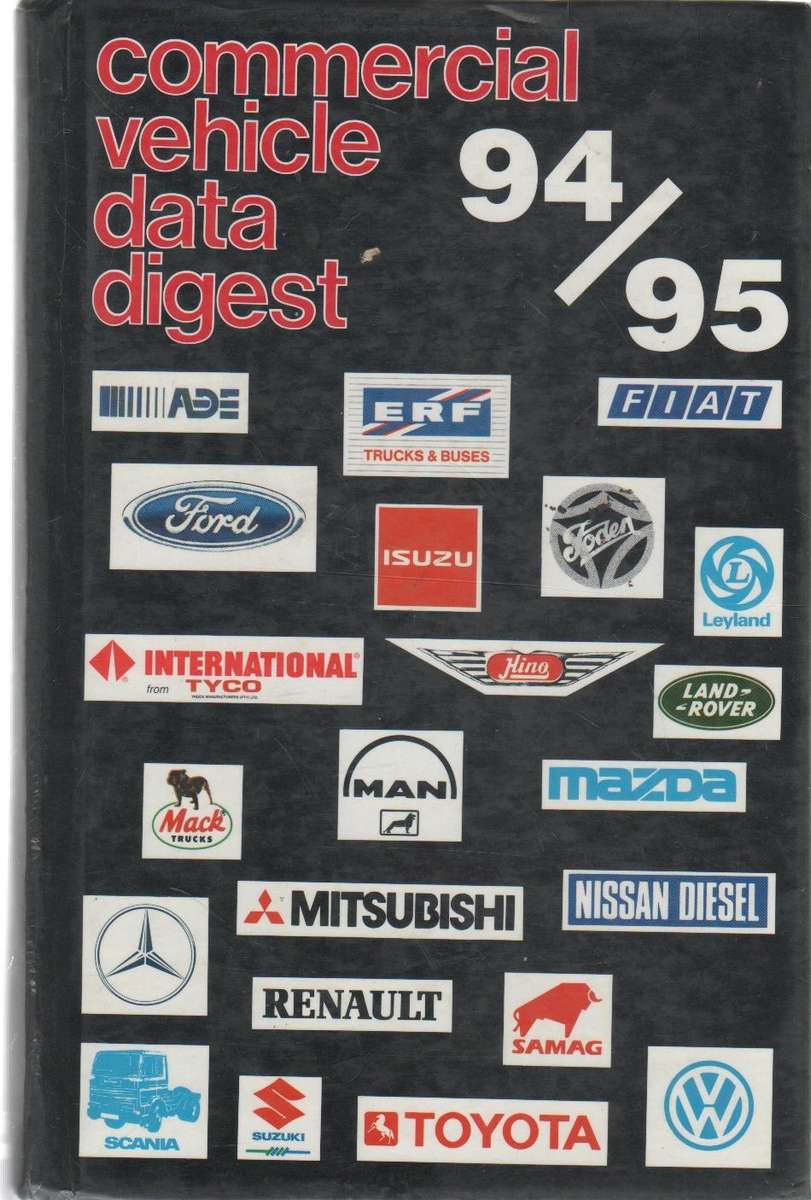 commercial
vehicle
data
digest
94/
95
ADE
ERF
TRUCKS & BUSES
FIAT
Ford
ISUZU
Foden
L
Leyland
INTERNATIONAL®
from TYCO
Hino
LAND-
ROVER
Mack
TRUCKS
MAN
mazda
MITSUBISHI
NISSAN DIESEL
RENAULT
SAMAG
SCANIA
SUZUKI
TOYOTA
VW